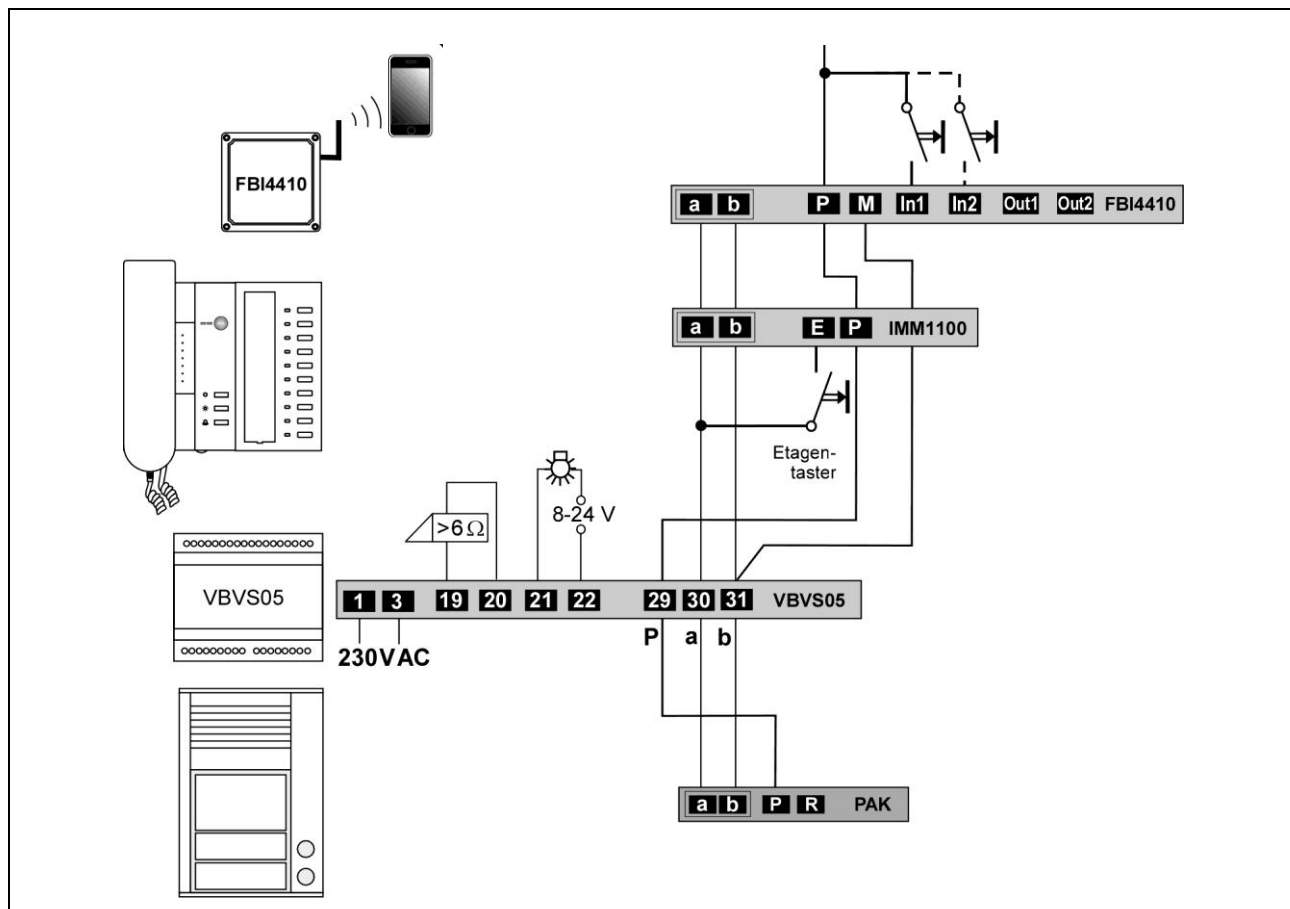 FBI4410
a b P M In1 In2 Out1 Out2 FBI4410
a b E P IMM1100
Etagen-
taster
8-24 V
>6 Ω
VBVS05
1 3 19 20 21 22 29 30 31 VBVS05
P a b
230VAC
a b P R PAK